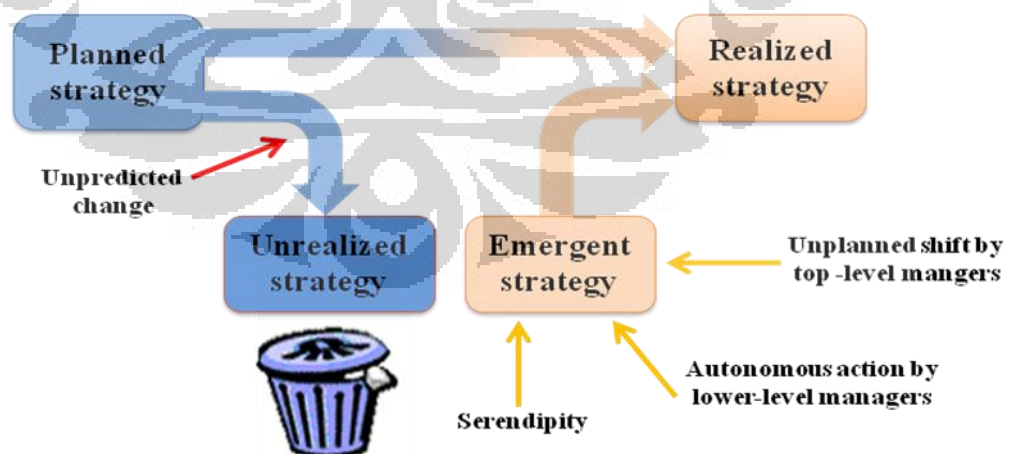 Planned
strategy
Realized
strategy
Unpredicted
change
Unrealized
strategy
Emergent
strategy
Unplanned shift by
top -level mangers
Autonomous action by
lower-level managers
Serendipity